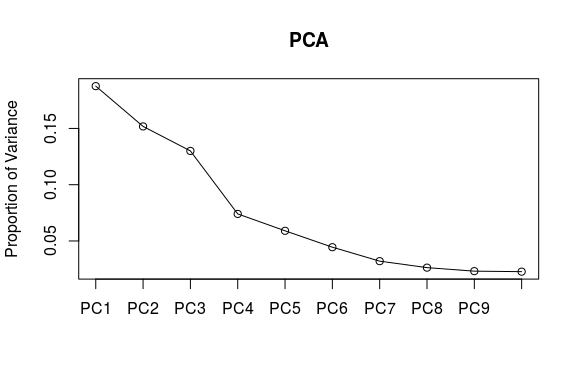 PCA
Proportion of Variance
0.15
0.10
0.05
PC1 PC2 PC3 PC4 PC5 PC6 PC7 PC8 PC9